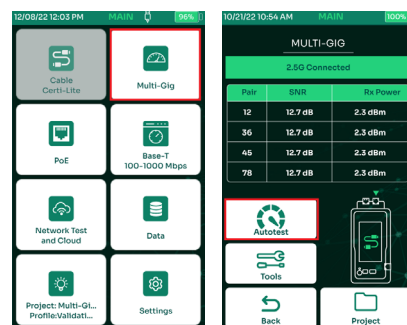 12/08/22 12:03 PM MAIN 96%
Cable
Certi-Lite
Multi-Gig
PoE
Base-T
100-1000 Mbps
Network Test
and Cloud
Data
Project: Multi-Gi...
Profile:Validati...
Settings
10/21/22 10:54 AM MAIN 100%
MULTI-GIG
2.5G Connected
Pair SNR Rx Power
12 12.7 dB 2.3 dBm
36 12.7 dB 2.3 dBm
45 12.7 dB 2.3 dBm
78 12.7 dB 2.3 dBm
Autotest
Tools
Back
Project